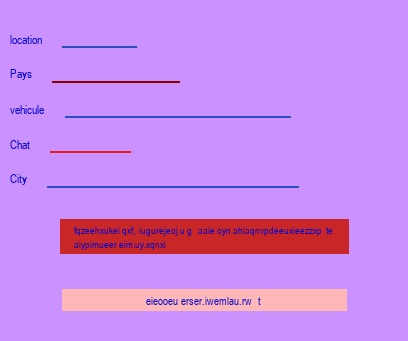 location
Pays
vehicule
Chat
City
fqzeehxukei qxf, iugurejeoj u g aaie oyn ahiaqnvpdeeuxieezzxp te
aiypimueer eim.uy.xqnxi
eieooeu erser.iwemlau.rw t